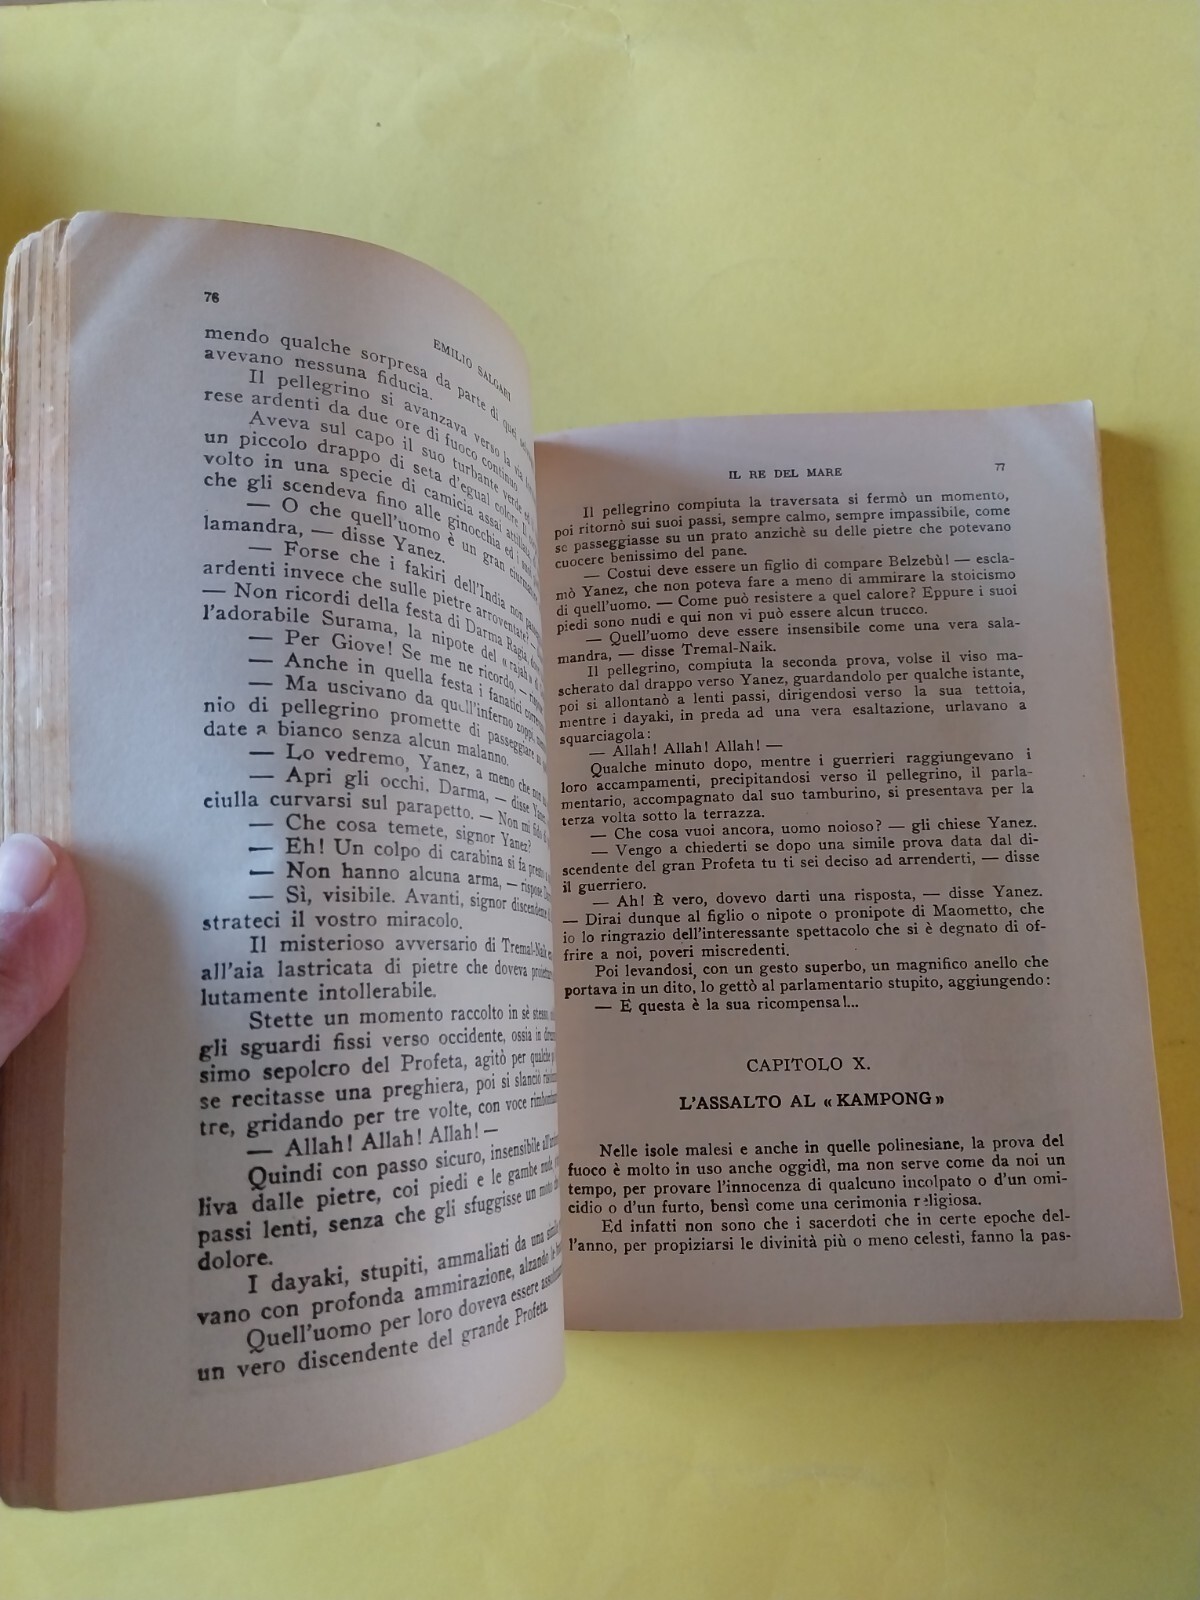 76
EMILIO SALGARI
mendo qualche sorpresa da parte di quei
avevano nessuna fiducia.
Il pellegrino si avanzava verso la via
rese ardenti da due ore di fuoco continuo.
Aveva sul capo il suo turbante verde ed
un piccolo drappo di seta d'egual colore
volto in una specie di camicia assai attillata
che gli scendeva fino alle ginocchia ed i suoi
— O che quell'uomo è un gran ciurmatore
lamandra, — disse Yanez.
— Forse che i fakiri dell'India non
ardenti invece che sulle pietre arroventate?
— Non ricordi della festa di Darma Ragia,
l'adorabile Surama, la nipote del « rajah »
— Per Giove! Se me ne ricordo, —
— Anche in quella festa i fanatici correvano
— Ma uscivano da quell'inferno zoppi,
nio di pellegrino promette di passeggiare
date a bianco senza alcun malanno.
— Lo vedremo, Yanez, a meno che non
— Apri gli occhi, Darma, — disse Yanez
ciulla curvarsi sul parapetto. — Non mi fido
— Che cosa temete, signor Yanez?
— Eh! Un colpo di carabina si fa presto
— Non hanno alcuna arma, — rispose
— Sì, visibile. Avanti, signor discendente
strateci il vostro miracolo.
Il misterioso avversario di Tremal-Naik
all'aia lastricata di pietre che doveva
lutamente intollerabile.
Stette un momento raccolto in sè stesso
gli sguardi fissi verso occidente, ossia in
simo sepolcro del Profeta, agitò per qualche
se recitasse una preghiera, poi si slanciò
tre, gridando per tre volte, con voce
— Allah! Allah! Allah! —
Quindi con passo sicuro, insensibile
liva dalle pietre, coi piedi e le gambe nude,
passi lenti, senza che gli sfuggisse un
dolore.
I dayaki, stupiti, ammaliati da una simile
vano con profonda ammirazione, alzando le
Quell'uomo per loro doveva essere
un vero discendente del grande Profeta.
IL RE DEL MARE
77
Il pellegrino compiuta la traversata si fermò un momento,
poi ritornò sui suoi passi, sempre calmo, sempre impassibile, come
se passeggiasse su un prato anzichè su delle pietre che potevano
cuocere benissimo del pane.
— Costui deve essere un figlio di compare Belzebù! — escla-
mò Yanez, che non poteva fare a meno di ammirare la stoicismo
di quell'uomo. — Come può resistere a quel calore? Eppure i suoi
piedi sono nudi e qui non vi può essere alcun trucco.
— Quell'uomo deve essere insensibile come una vera sala-
mandra, — disse Tremal-Naik.
Il pellegrino, compiuta la seconda prova, volse il viso ma-
scherato dal drappo verso Yanez, guardandolo per qualche istante,
poi si allontanò a lenti passi, dirigendosi verso la sua tettoia,
mentre i dayaki, in preda ad una vera esaltazione, urlavano a
squarciagola:
— Allah! Allah! Allah! —
Qualche minuto dopo, mentre i guerrieri raggiungevano i
loro accampamenti, precipitandosi verso il pellegrino, il parla-
mentario, accompagnato dal suo tamburino, si presentava per la
terza volta sotto la terrazza.
— Che cosa vuoi ancora, uomo noioso? — gli chiese Yanez.
— Vengo a chiederti se dopo una simile prova data dal di-
scendente del gran Profeta tu ti sei deciso ad arrenderti, — disse
il guerriero.
— Ah! È vero, dovevo darti una risposta, — disse Yanez.
— Dirai dunque al figlio o nipote o pronipote di Maometto, che
io lo ringrazio dell'interessante spettacolo che si è degnato di of-
frire a noi, poveri miscredenti.
Poi levandosi, con un gesto superbo, un magnifico anello che
portava in un dito, lo gettò al parlamentario stupito, aggiungendo:
— E questa è la sua ricompensa!...
CAPITOLO X.
L'ASSALTO AL « KAMPONG »
Nelle isole malesi e anche in quelle polinesiane, la prova del
fuoco è molto in uso anche oggidì, ma non serve come da noi un
tempo, per provare l'innocenza di qualcuno incolpato o d'un omi-
cidio o d'un furto, bensì come una cerimonia religiosa.
Ed infatti non sono che i sacerdoti che in certe epoche del-
l'anno, per propiziarsi le divinità più o meno celesti, fanno la pas-